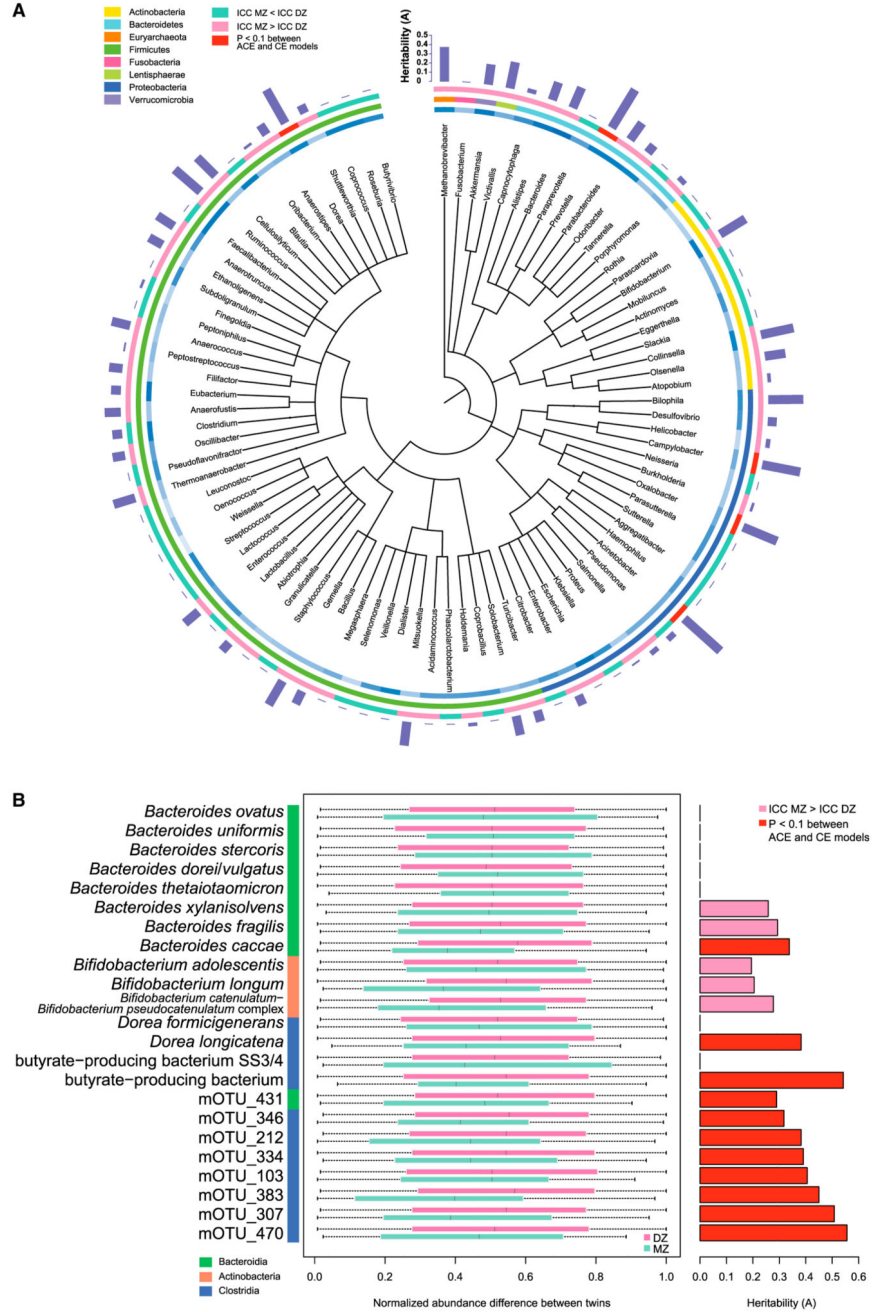 A
Actinobacteria
Bacteroidetes
Euryarchaeota
Firmicutes
Fusobacteria
Lentisphaerae
Proteobacteria
Verrucomicrobia
ICC MZ < ICC DZ
ICC MZ > ICC DZ
P < 0.1 between
ACE and CE models
Heritability (A)
0.5
0.4
0.3
0.2
0.1
0
Methanobrevibacter
Fusobacterium
Akkermansia
Victivallis
Capnocytophaga
Alistipes
Bacteroides
Paraprevotella
Prevotella
Parabacteroides
Odoribacter
Tannerella
Porphyromonas
Rothia
Parascardovia
Bifidobacterium
Mobiluncus
Actinomyces
Eggerthella
Slackia
Collinsella
Olsenella
Atopobium
Bilophila
Desulfovibrio
Helicobacter
Campylobacter
Neisseria
Burkholderia
Oxalobacter
Parasutterella
Sutterella
Aggregatibacter
Haemophilus
Acinetobacter
Pseudomonas
Salmonella
Proteus
Klebsiella
Escherichia
Enterobacter
Citrobacter
Turicibacter
Solobacterium
Coprobacillus
Holdemania
Phascolarctobacterium
Acidaminococcus
Mitsuokella
Dialister
Veillonella
Selenomonas
Megasphaera
Bacillus
Gemella
Staphylococcus
Granulicatella
Abiotrophia
Lactobacillus
Enterococcus
Lactococcus
Streptococcus
Weissella
Oenococcus
Leuconostoc
Thermoanaerobacter
Pseudoflavonifractor
Oscillibacter
Clostridium
Anaerofustis
Eubacterium
Filifactor
Peptostreptococcus
Anaerococcus
Peptoniphilus
Finegoldia
Subdoligranulum
Ethanoligenens
Anaerotruncus
Faecalibacterium
Ruminococcus
Cellulosilyticum
Blautia
Oribacterium
Anaerostipes
Dorea
Shuttleworthia
Coprococcus
Roseburia
Butyrivibrio
B
Bacteroides ovatus
Bacteroides uniformis
Bacteroides stercoris
Bacteroides dorei/vulgatus
Bacteroides thetaiotaomicron
Bacteroides xylanisolvens
Bacteroides fragilis
Bacteroides caccae
Bifidobacterium adolescentis
Bifidobacterium longum
Bifidobacterium catenulatum–
Bifidobacterium pseudocatenulatum complex
Dorea formicigenerans
Dorea longicatena
butyrate–producing bacterium SS3/4
butyrate–producing bacterium
mOTU_431
mOTU_346
mOTU_212
mOTU_334
mOTU_103
mOTU_383
mOTU_307
mOTU_470
Bacteroidia
Actinobacteria
Clostridia
DZ
MZ
0.0 0.2 0.4 0.6 0.8 1.0
Normalized abundance difference between twins
ICC MZ > ICC DZ
P < 0.1 between
ACE and CE models
0.0 0.1 0.2 0.3 0.4 0.5 0.6
Heritability (A)